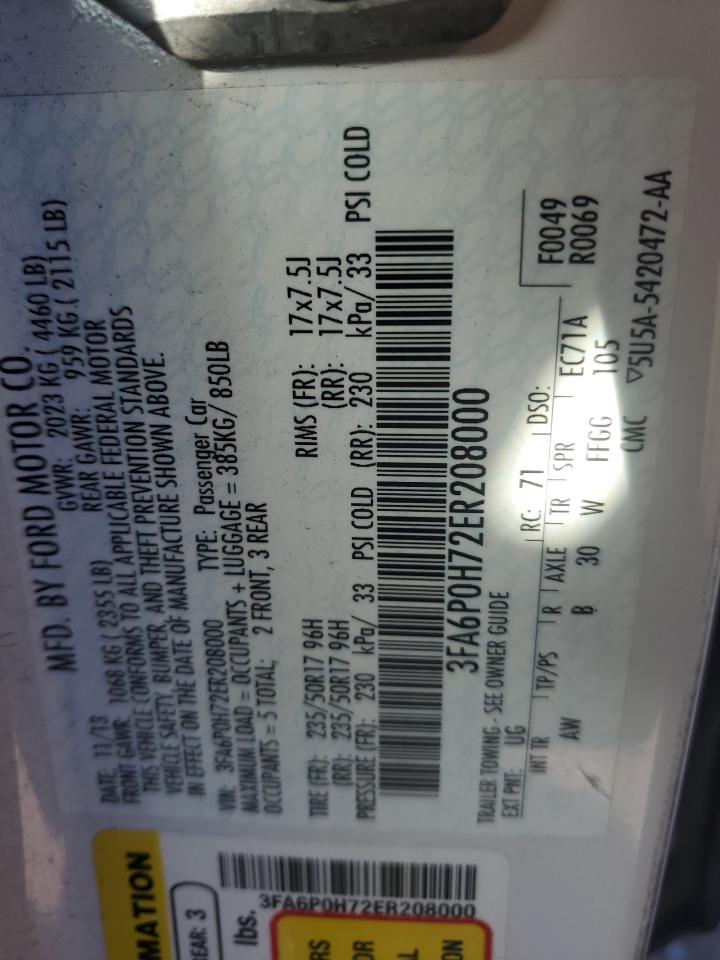 MFD. BY FORD MOTOR CO.
DATE: 11/13 GVWR: 2023 KG ( 4460 LB)
FRONT GAWR: 1068 KG ( 2355 LB) REAR GAWR: 959 KG ( 2115 LB)
THIS VEHICLE CONFORMS TO ALL APPLICABLE FEDERAL MOTOR
VEHICLE SAFETY, BUMPER, AND THEFT PREVENTION STANDARDS
IN EFFECT ON THE DATE OF MANUFACTURE SHOWN ABOVE.
VIN: 3FA6P0H72ER208000 TYPE: Passenger Car
MAXIMUM LOAD = OCCUPANTS + LUGGAGE = 385KG/ 850LB
OCCUPANTS = 5 TOTAL; 2 FRONT, 3 REAR
TIRE (FR): 235/50R17 96H RIMS (FR): 17x7.5J
(RR): 235/50R17 96H (RR): 17x7.5J
PRESSURE (FR): 230 kPa/ 33 PSI COLD (RR): 230 kPa/ 33 PSI COLD
3FA6P0H72ER208000
TRAILER TOWING - SEE OWNER GUIDE
EXT PNT: UG RC: 71 DSO:
INT TR TP/PS R AXLE TR SPR EC71A
AW B 30 W FFGG 105
F0049
R0069
CMC ▽5U5A-5420472-AA
MATION
REAR: 3
lbs.
3FA6P0H72ER208000
RS
OR
L
ON